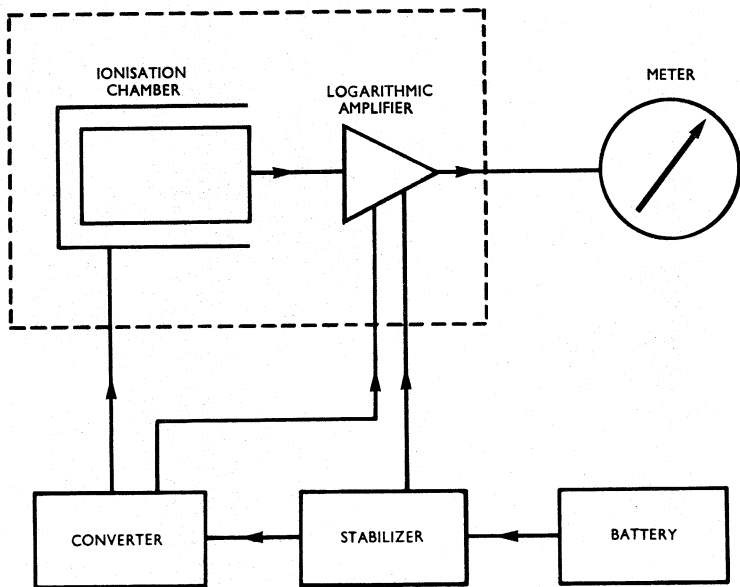 IONISATION
CHAMBER
LOGARITHMIC
AMPLIFIER
METER
CONVERTER
STABILIZER
BATTERY